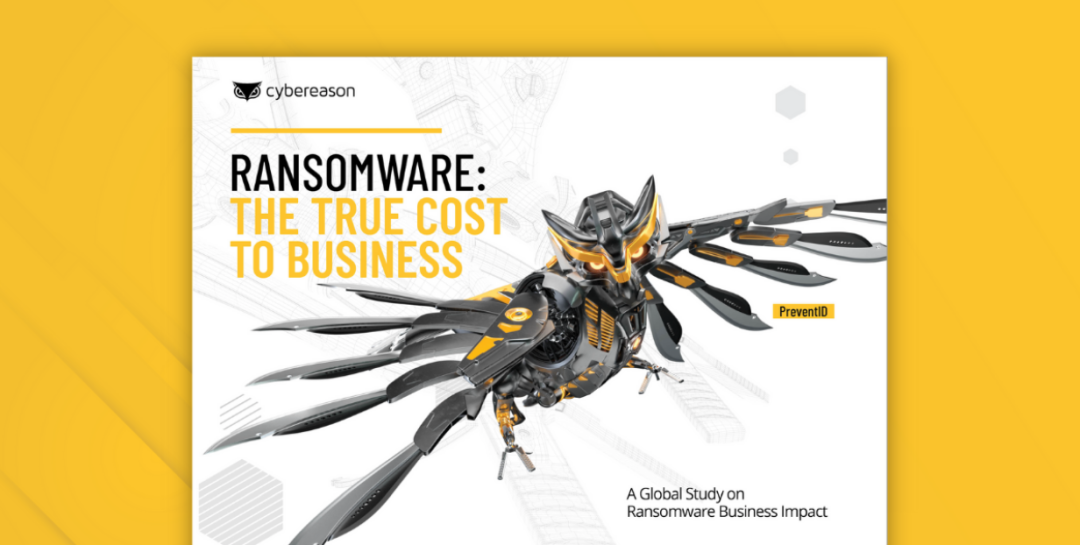 cybereason
RANSOMWARE:
THE TRUE COST
TO BUSINESS
PreventID
A Global Study on
Ransomware Business Impact